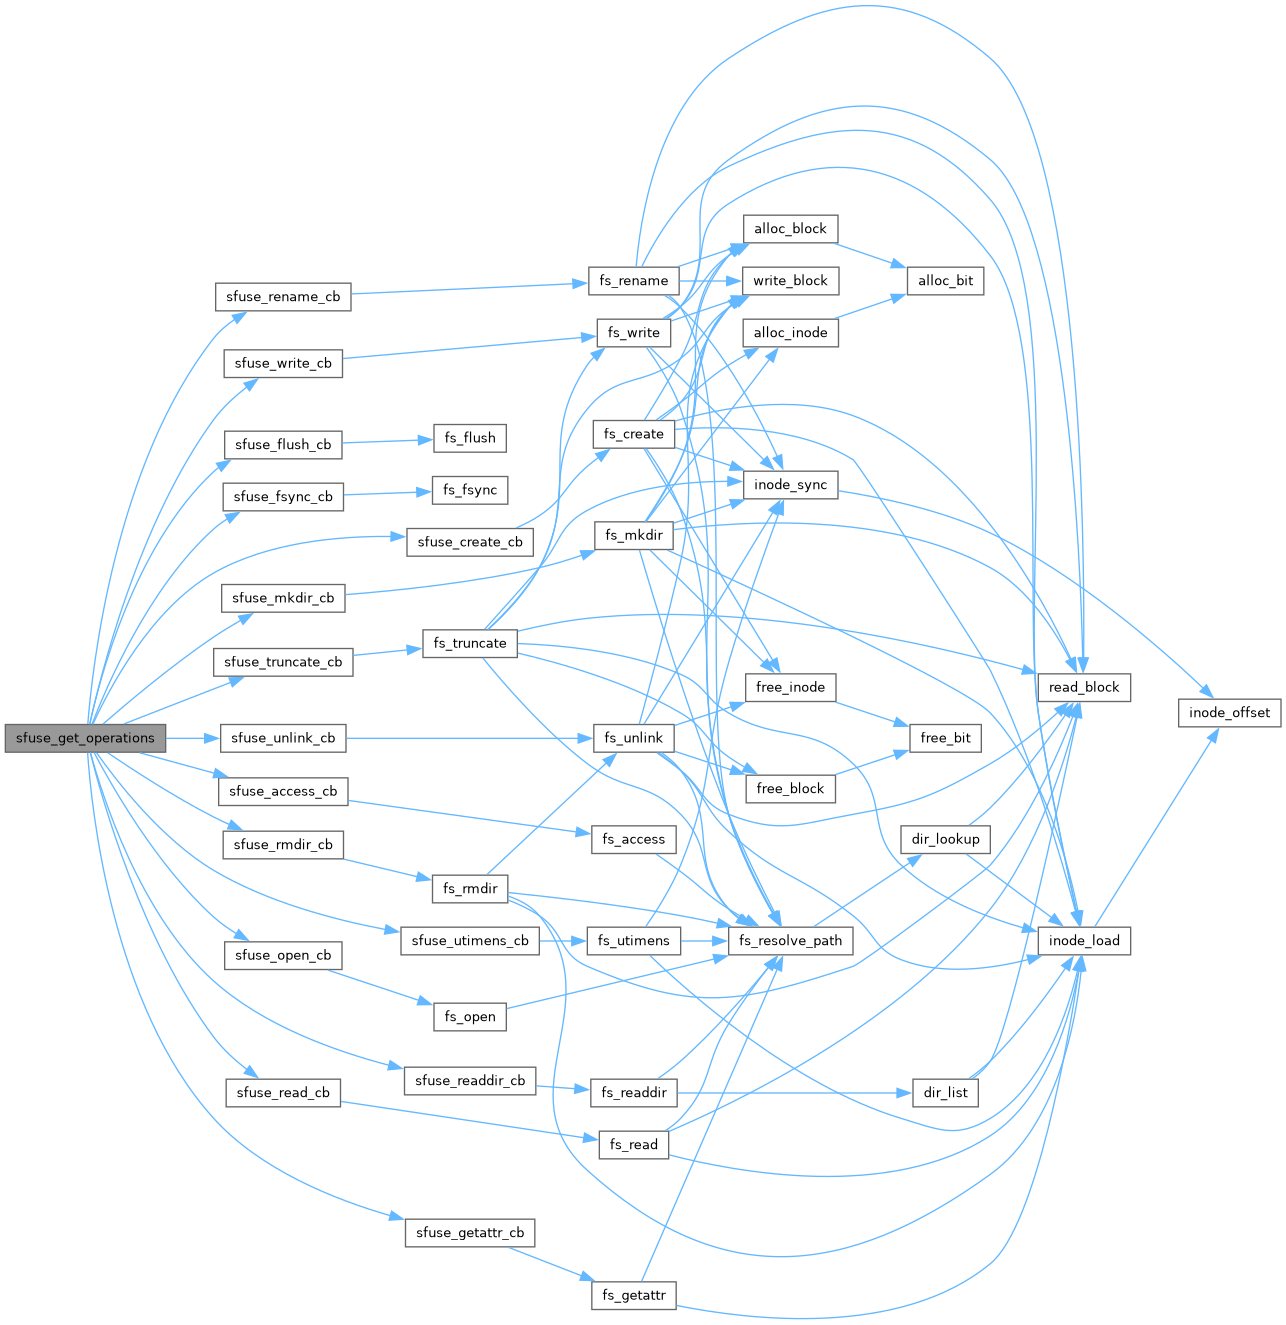 sfuse_get_operations
sfuse_rename_cb
sfuse_write_cb
sfuse_flush_cb
sfuse_fsync_cb
sfuse_create_cb
sfuse_mkdir_cb
sfuse_truncate_cb
sfuse_unlink_cb
sfuse_access_cb
sfuse_rmdir_cb
sfuse_utimens_cb
sfuse_open_cb
sfuse_readdir_cb
sfuse_read_cb
sfuse_getattr_cb
fs_flush
fs_fsync
fs_truncate
fs_rmdir
fs_open
fs_rename
fs_write
fs_create
fs_mkdir
fs_unlink
fs_access
fs_utimens
fs_readdir
fs_read
fs_getattr
alloc_block
write_block
alloc_inode
inode_sync
free_inode
free_block
fs_resolve_path
alloc_bit
free_bit
dir_lookup
dir_list
read_block
inode_load
inode_offset